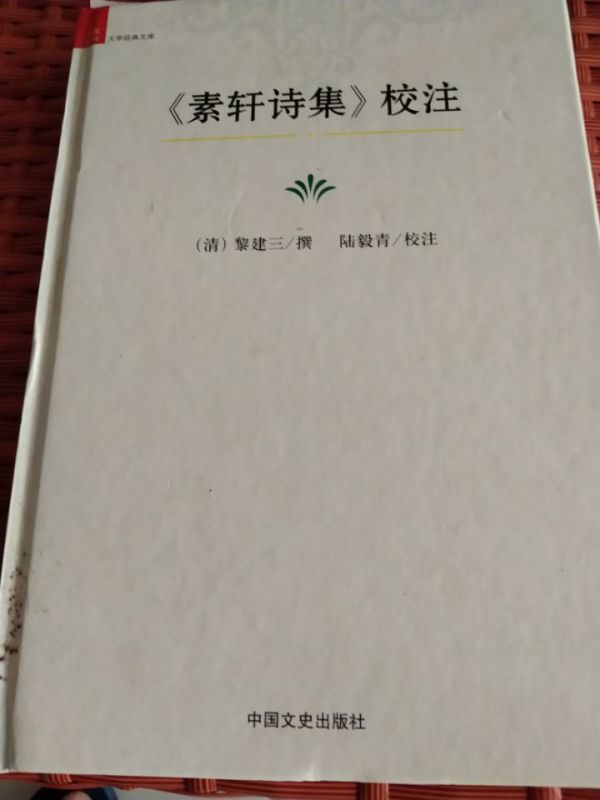 大学经典文库
《素轩诗集》校注
(清)黎建三/撰 陆毅青/校注
中国文史出版社